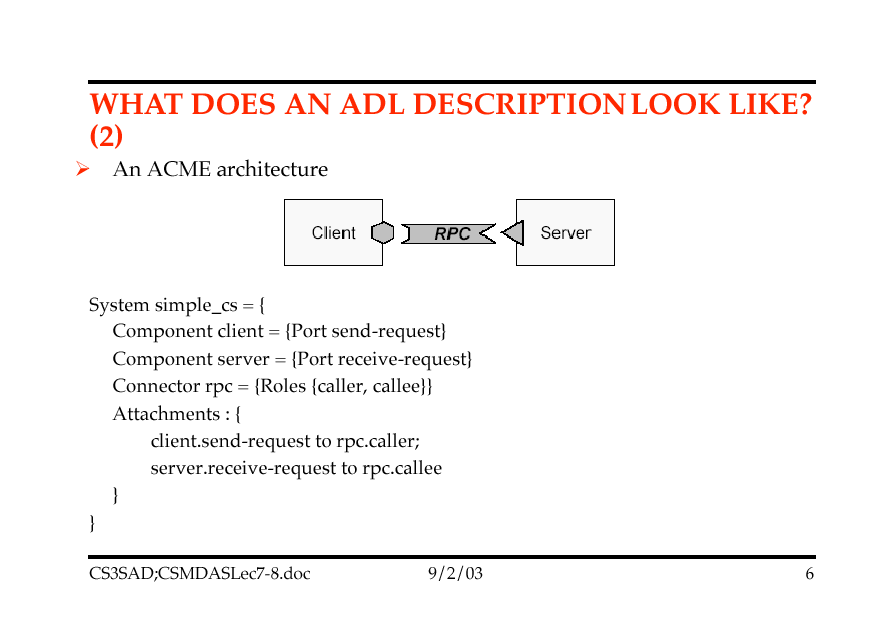 WHAT DOES AN ADL DESCRIPTION LOOK LIKE?
(2)
➢ An ACME architecture
Client RPC Server
System simple_cs = {
Component client = {Port send-request}
Component server = {Port receive-request}
Connector rpc = {Roles {caller, callee}}
Attachments : {
client.send-request to rpc.caller;
server.receive-request to rpc.callee
}
}
CS3SAD;CSMDASLec7-8.doc 9/2/03 6